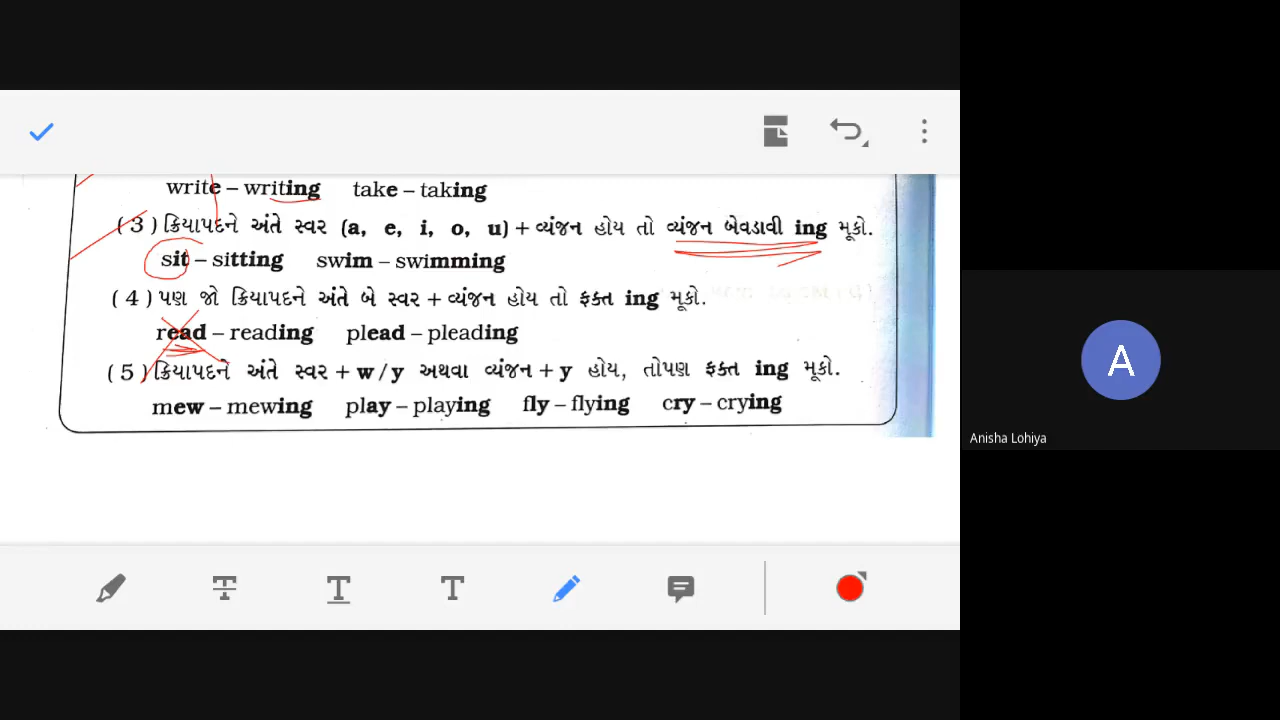 write – writing take – taking
( 3 ) ક્રિયાપદને અંતે સ્વર (a, e, i, o, u) + વ્યંજન હોય તો વ્યંજન બેવડાવી ing મૂકો.
sit – sitting swim – swimming
( 4 ) પણ જો ક્રિયાપદને અંતે બે સ્વર + વ્યંજન હોય તો ફક્ત ing મૂકો.
read – reading plead – pleading
( 5 ) ક્રિયાપદને અંતે સ્વર + w / y અથવા વ્યંજન + y હોય, તોપણ ફક્ત ing મૂકો.
mew – mewing play – playing fly – flying cry – crying
A
Anisha Lohiya